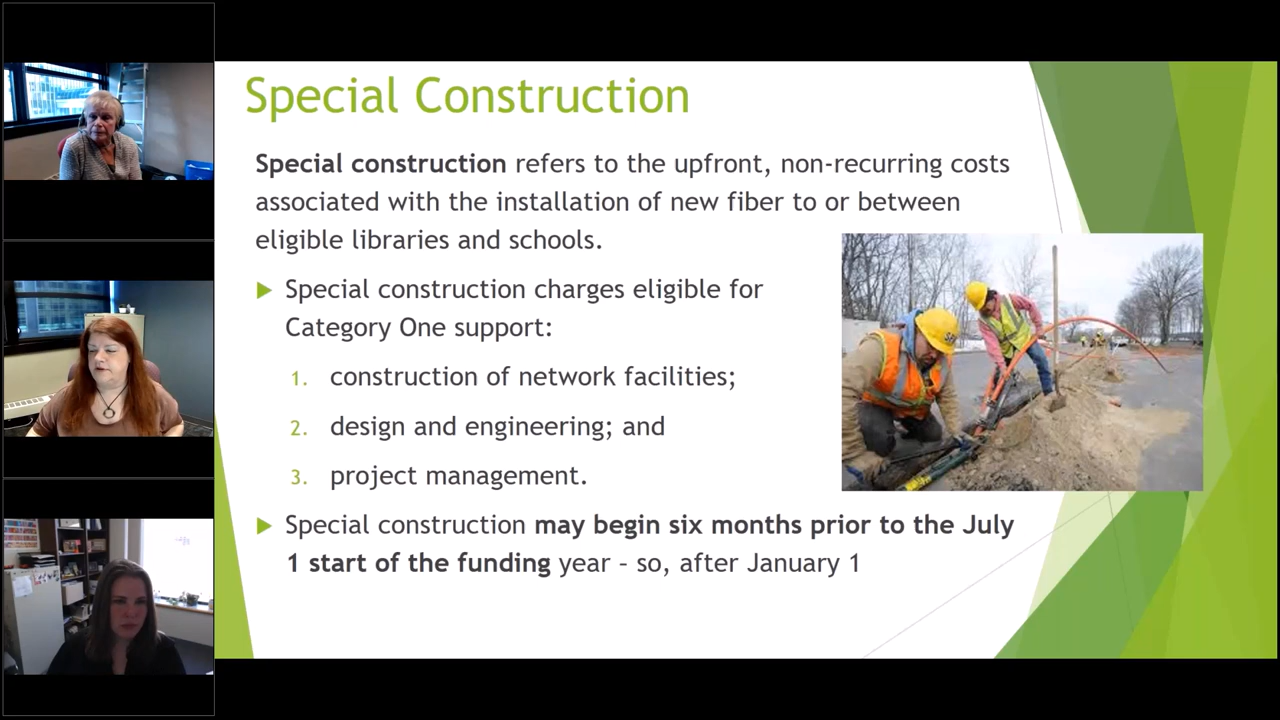 Special Construction
Special construction refers to the upfront, non-recurring costs
associated with the installation of new fiber to or between
eligible libraries and schools.
Special construction charges eligible for
Category One support:
1. construction of network facilities;
2. design and engineering; and
3. project management.
Special construction may begin six months prior to the July
1 start of the funding year – so, after January 1